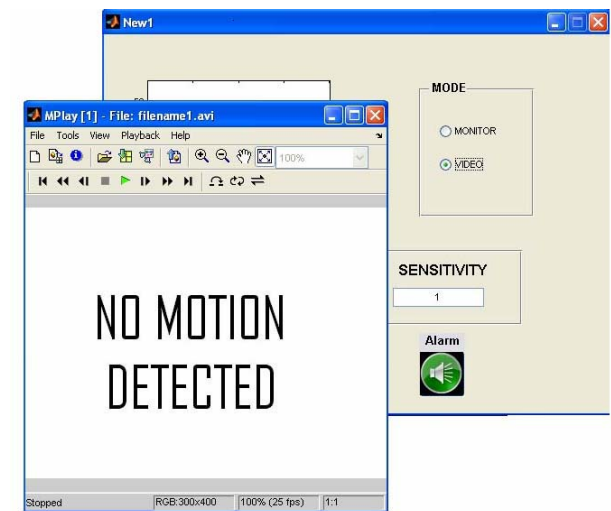 New1
MODE
MONITOR
VIDEO
SENSITIVITY
1
Alarm
MPlay [1] - File: filename1.avi
File Tools View Playback Help
100%
NO MOTION
DETECTED
Stopped RGB:300x400 100% (25 fps) 1:1